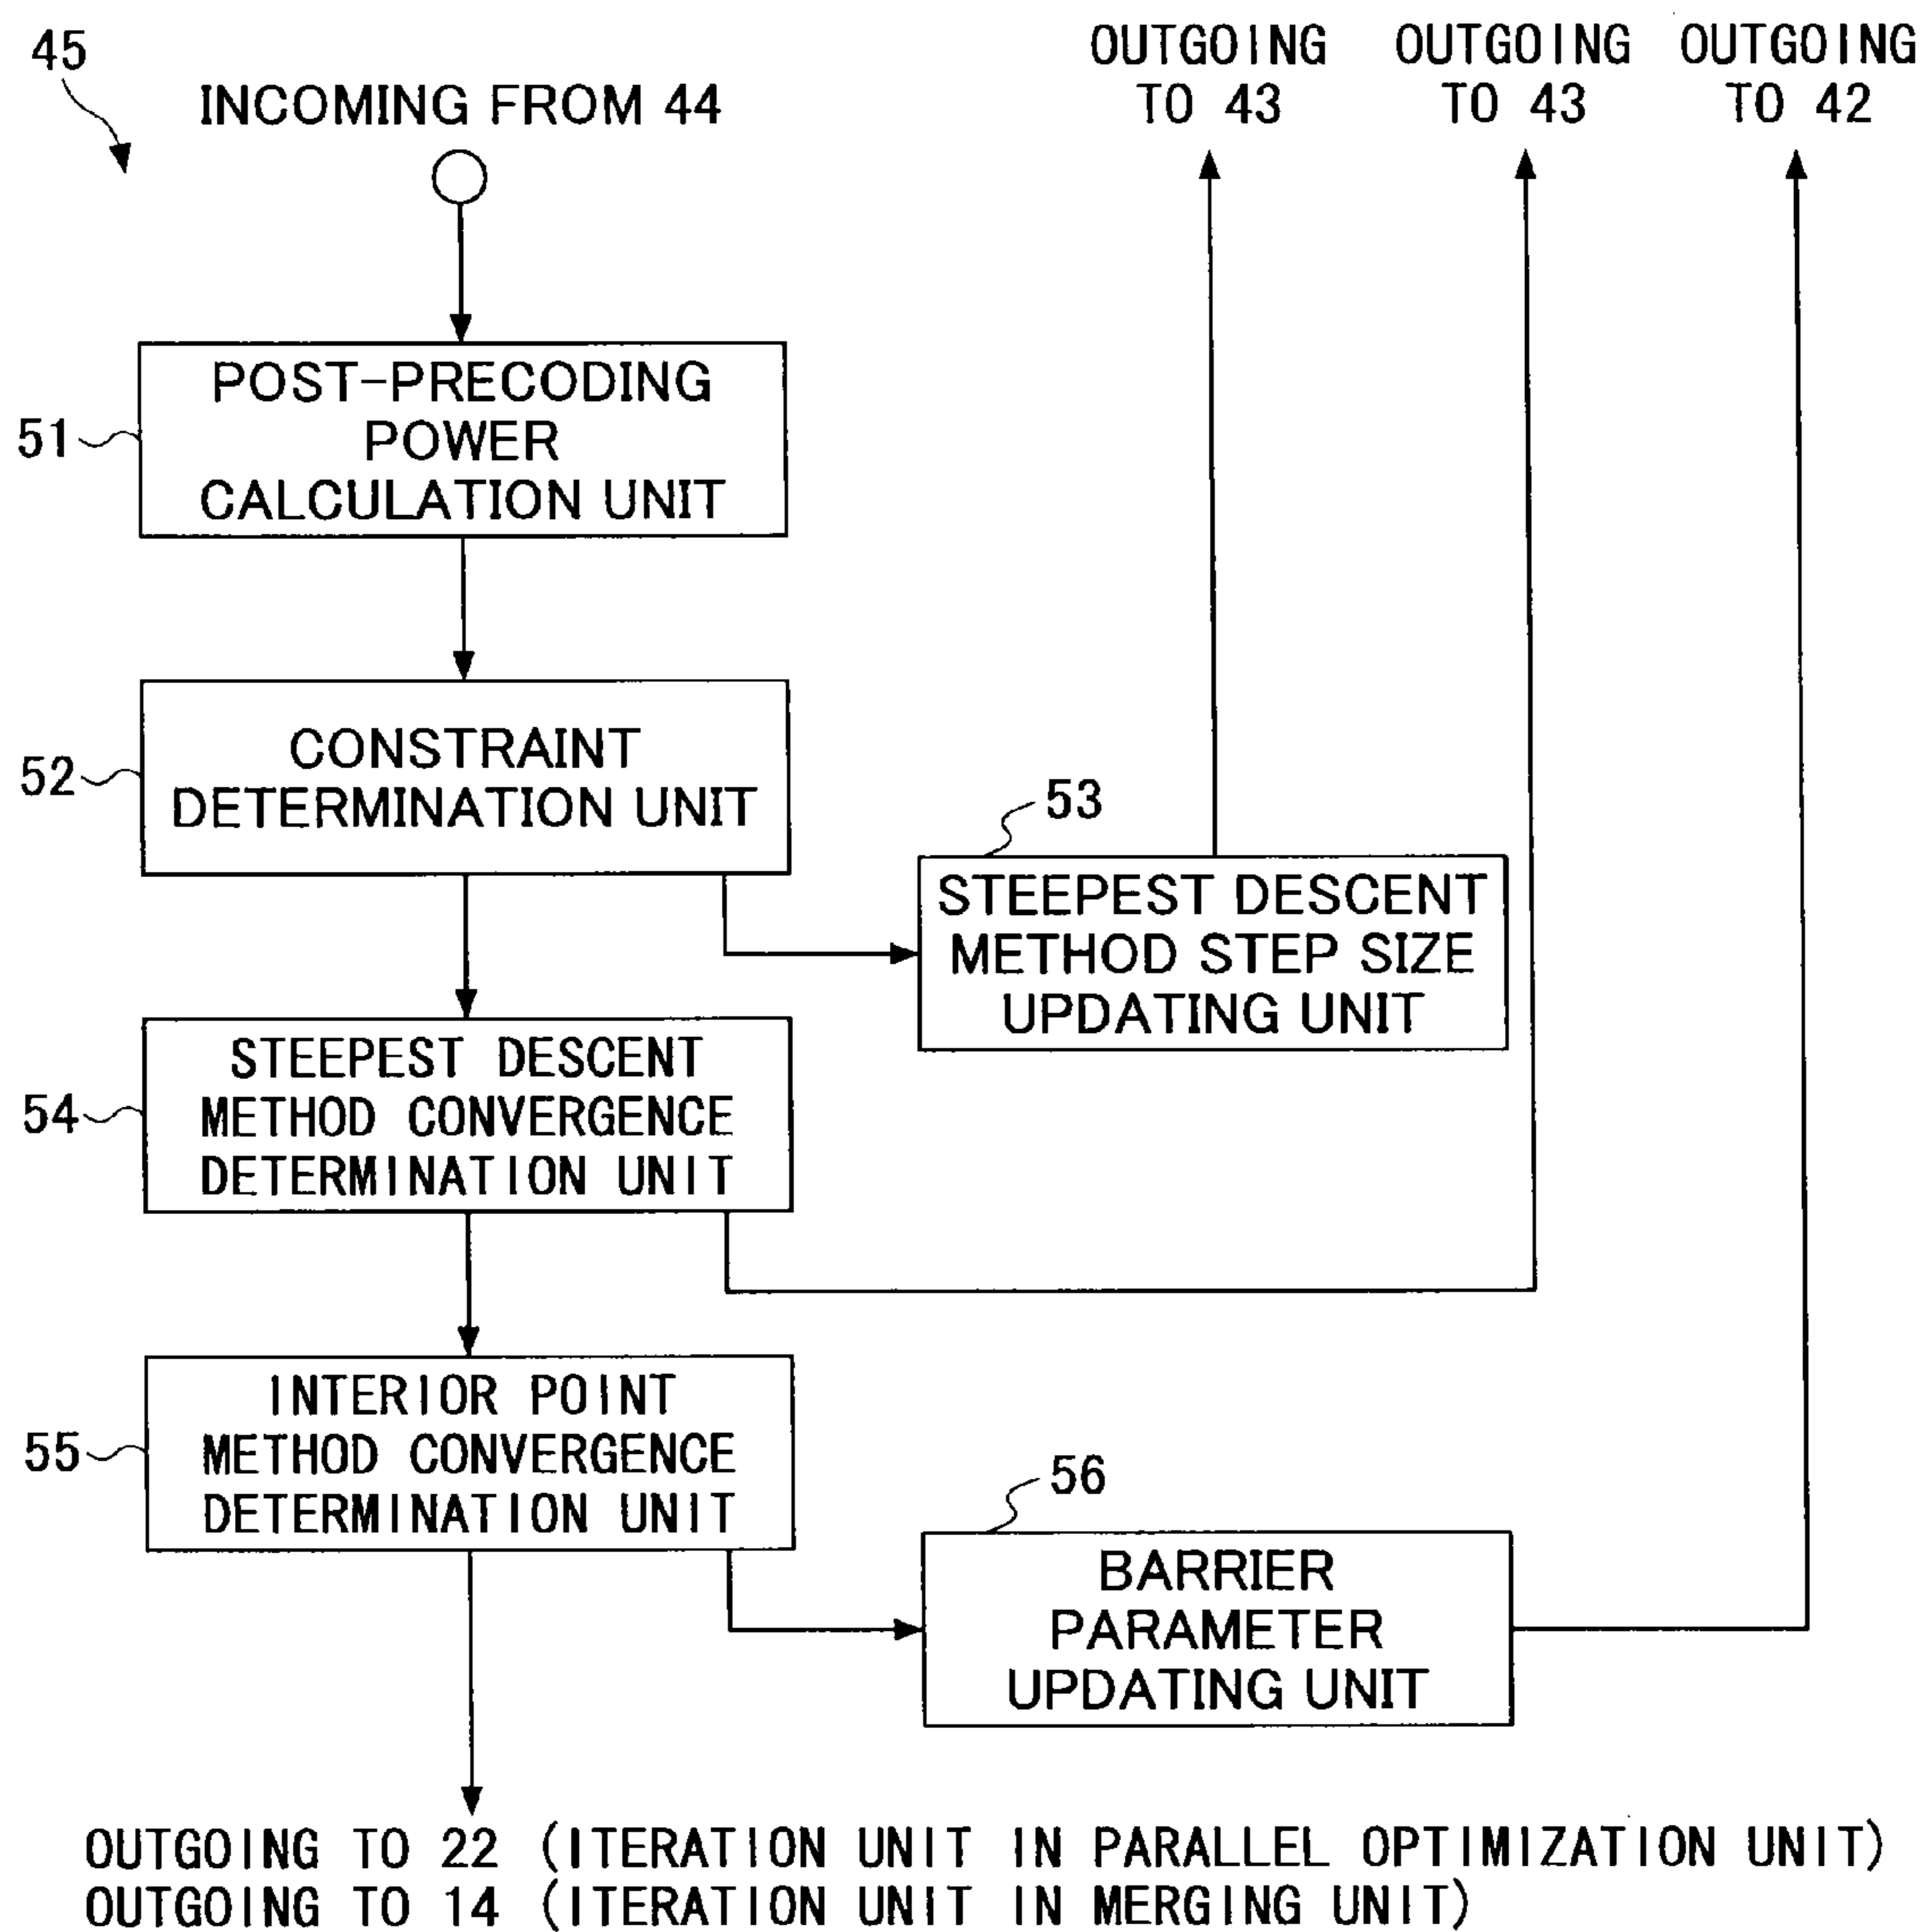 45
INCOMING FROM 44
OUTGOING
TO 43
OUTGOING
TO 43
OUTGOING
TO 42
51
POST-PRECODING
POWER
CALCULATION UNIT
52
CONSTRAINT
DETERMINATION UNIT
53
STEEPEST DESCENT
METHOD STEP SIZE
UPDATING UNIT
54
STEEPEST DESCENT
METHOD CONVERGENCE
DETERMINATION UNIT
55
INTERIOR POINT
METHOD CONVERGENCE
DETERMINATION UNIT
56
BARRIER
PARAMETER
UPDATING UNIT
OUTGOING TO 22 (ITERATION UNIT IN PARALLEL OPTIMIZATION UNIT)
OUTGOING TO 14 (ITERATION UNIT IN MERGING UNIT)